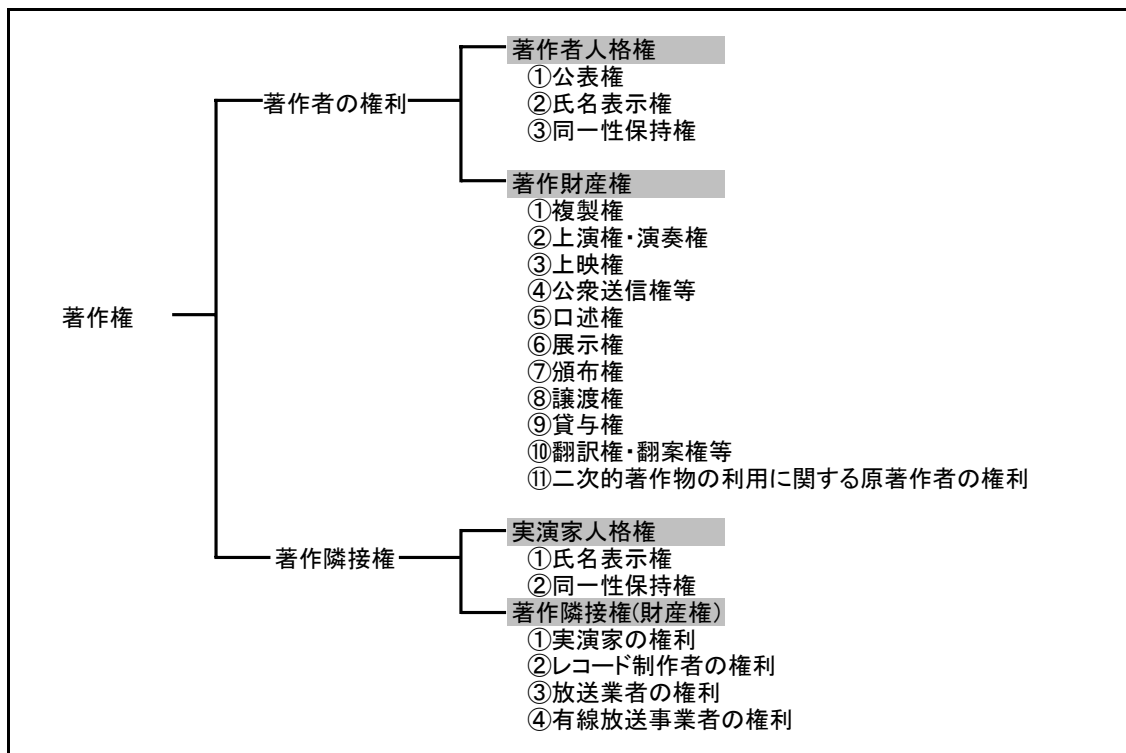 著作権
著作者の権利
著作者人格権
①公表権
②氏名表示権
③同一性保持権
著作財産権
①複製権
②上演権・演奏権
③上映権
④公衆送信権等
⑤口述権
⑥展示権
⑦頒布権
⑧譲渡権
⑨貸与権
⑩翻訳権・翻案権等
⑪二次的著作物の利用に関する原著作者の権利
著作隣接権
実演家人格権
①氏名表示権
②同一性保持権
著作隣接権(財産権)
①実演家の権利
②レコード制作者の権利
③放送業者の権利
④有線放送事業者の権利